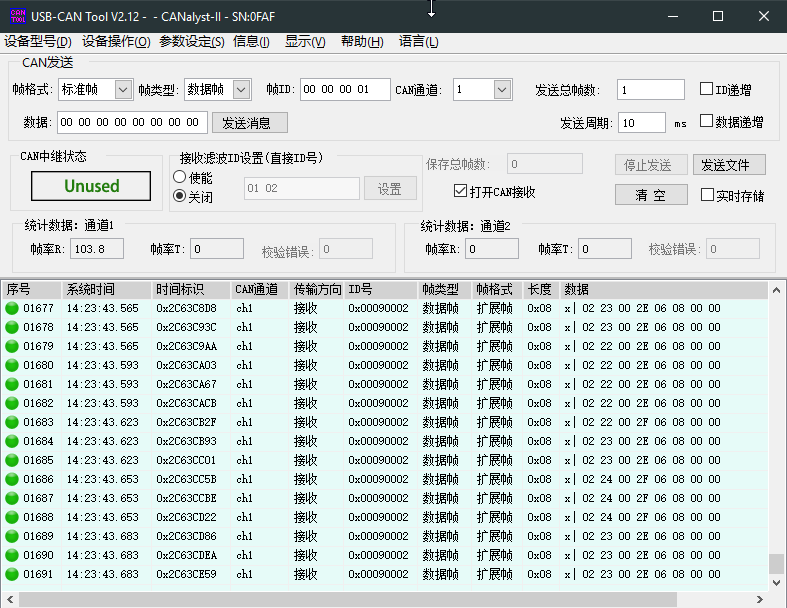 USB-CAN Tool V2.12 - - CANalyst-II - SN:0FAF
设备型号(D) 设备操作(O) 参数设定(S) 信息(I) 显示(V) 帮助(H) 语言(L)
CAN发送
帧格式: 标准帧 帧类型: 数据帧 帧ID: 00 00 00 01 CAN通道: 1 发送总帧数: 1 ID递增
数据: 00 00 00 00 00 00 00 00 发送消息 发送周期: 10 ms 数据递增
CAN中继状态 接收滤波ID设置(直接ID号) 保存总帧数: 0 停止发送 发送文件
Unused 使能 01 02 设置 打开CAN接收 清 空 实时存储
关闭
统计数据: 通道1 统计数据: 通道2
帧率R: 103.8 帧率T: 0 校验错误: 0 帧率R: 0 帧率T: 0 校验错误: 0
序号 系统时间 时间标识 CAN通道 传输方向 ID号 帧类型 帧格式 长度 数据
01677 14:23:43.565 0x2C63C8D8 ch1 接收 0x00090002 数据帧 扩展帧 0x08 x| 02 23 00 2E 06 08 00 00
01678 14:23:43.565 0x2C63C93C ch1 接收 0x00090002 数据帧 扩展帧 0x08 x| 02 23 00 2E 06 08 00 00
01679 14:23:43.565 0x2C63C9AA ch1 接收 0x00090002 数据帧 扩展帧 0x08 x| 02 22 00 2E 06 08 00 00
01680 14:23:43.593 0x2C63CA03 ch1 接收 0x00090002 数据帧 扩展帧 0x08 x| 02 23 00 2E 06 08 00 00
01681 14:23:43.593 0x2C63CA67 ch1 接收 0x00090002 数据帧 扩展帧 0x08 x| 02 22 00 2E 06 08 00 00
01682 14:23:43.593 0x2C63CACB ch1 接收 0x00090002 数据帧 扩展帧 0x08 x| 02 22 00 2E 06 08 00 00
01683 14:23:43.623 0x2C63CB2F ch1 接收 0x00090002 数据帧 扩展帧 0x08 x| 02 22 00 2F 06 08 00 00
01684 14:23:43.623 0x2C63CB93 ch1 接收 0x00090002 数据帧 扩展帧 0x08 x| 02 23 00 2E 06 08 00 00
01685 14:23:43.623 0x2C63CC01 ch1 接收 0x00090002 数据帧 扩展帧 0x08 x| 02 23 00 2E 06 08 00 00
01686 14:23:43.653 0x2C63CC5B ch1 接收 0x00090002 数据帧 扩展帧 0x08 x| 02 24 00 2F 06 08 00 00
01687 14:23:43.653 0x2C63CCBE ch1 接收 0x00090002 数据帧 扩展帧 0x08 x| 02 24 00 2F 06 08 00 00
01688 14:23:43.653 0x2C63CD22 ch1 接收 0x00090002 数据帧 扩展帧 0x08 x| 02 24 00 2F 06 08 00 00
01689 14:23:43.683 0x2C63CD86 ch1 接收 0x00090002 数据帧 扩展帧 0x08 x| 02 23 00 2E 06 08 00 00
01690 14:23:43.683 0x2C63CDEA ch1 接收 0x00090002 数据帧 扩展帧 0x08 x| 02 23 00 2E 06 08 00 00
01691 14:23:43.683 0x2C63CE59 ch1 接收 0x00090002 数据帧 扩展帧 0x08 x| 02 23 00 2E 06 08 00 00